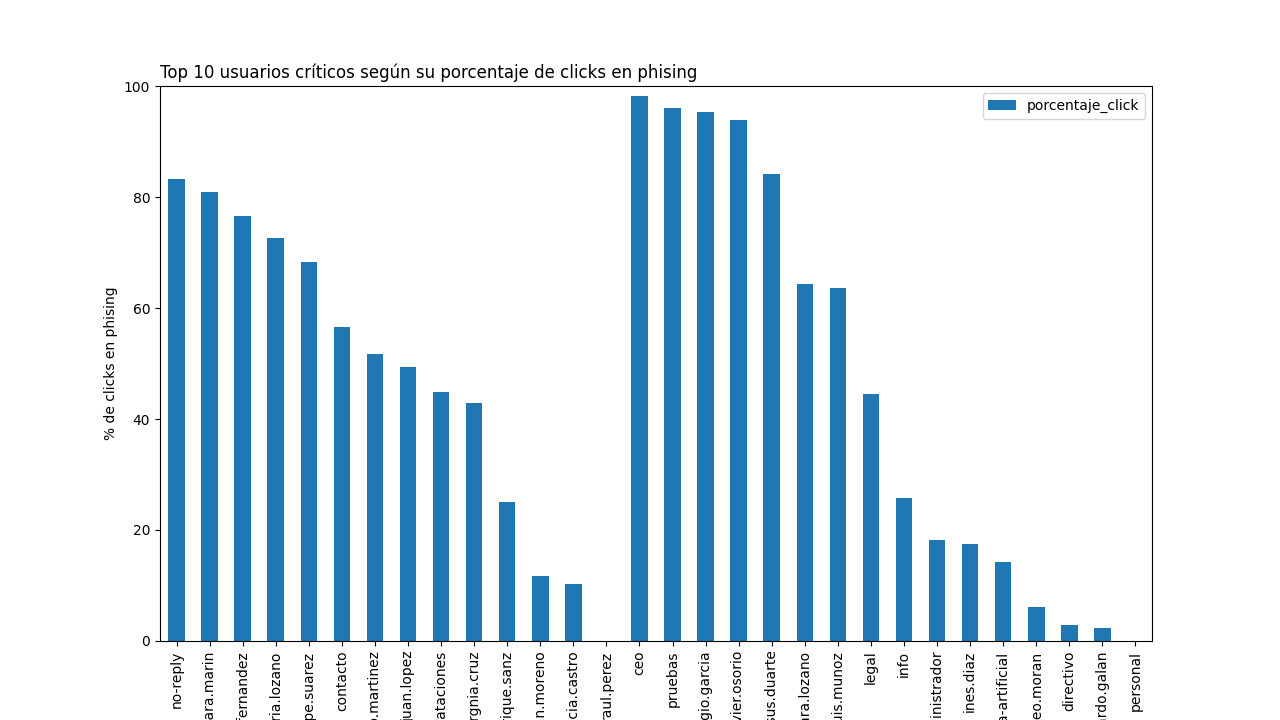 Top 10 usuarios críticos según su porcentaje de clicks en phising
porcentaje_click
% de clicks en phising
100
80
60
40
20
0
no-reply
ara.marin
fernandez
ria.lozano
pe.suarez
contacto
o.martinez
juan.lopez
ataciones
rgnia.cruz
rique.sanz
n.moreno
cia.castro
raul.perez
ceo
pruebas
gio.garcia
vier.osorio
sus.duarte
ara.lozano
uis.munoz
legal
info
ministrador
ines.diaz
a-artificial
eo.moran
directivo
rdo.galan
personal